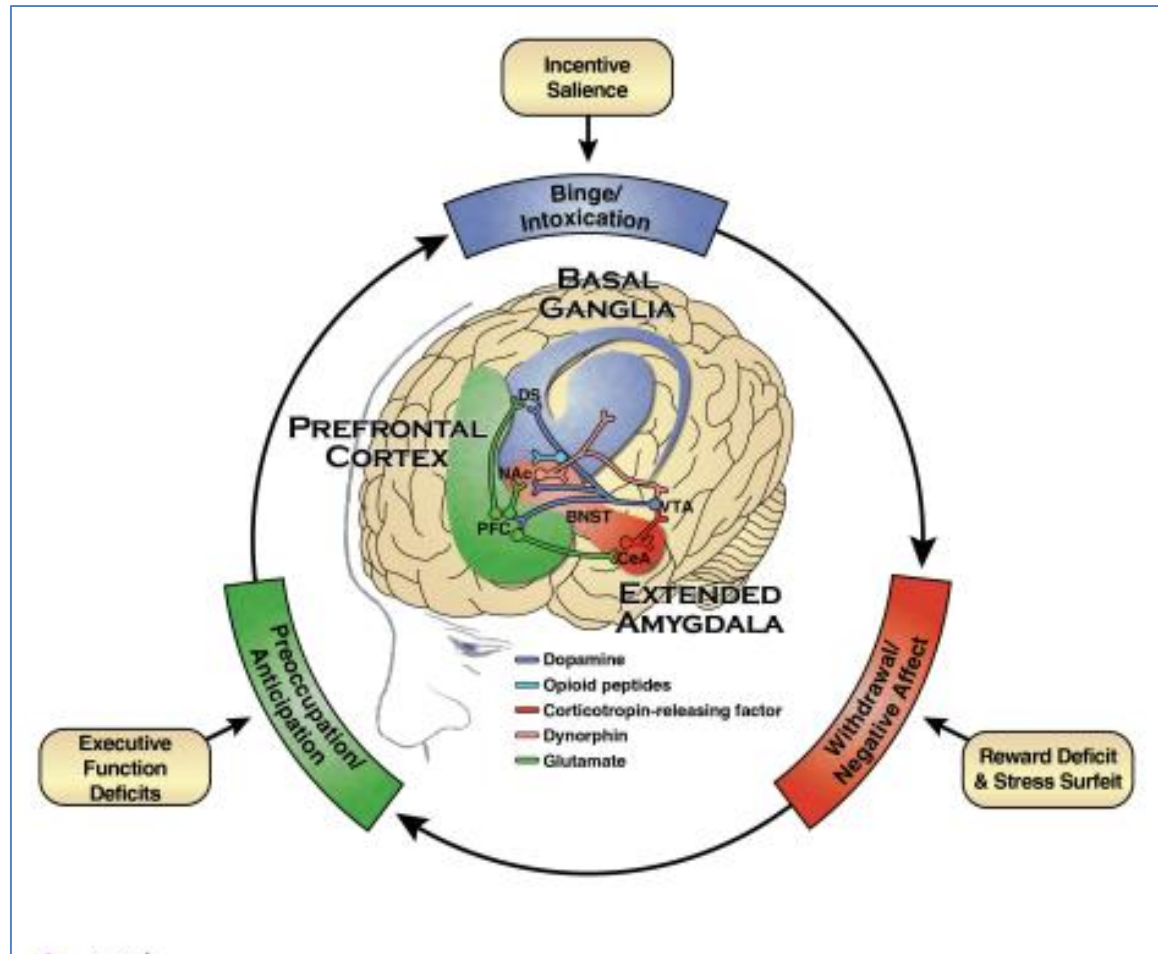 Incentive
Salience
Binge/
Intoxication
BASAL
GANGLIA
DS
PREFRONTAL
CORTEX
NAc
VTA
BNST
PFC
CeA
EXTENDED
AMYGDALA
Dopamine
Opioid peptides
Corticotropin-releasing factor
Dynorphin
Glutamate
Preoccupation/
Anticipation
Withdrawal/
Negative Affect
Executive
Function
Deficits
Reward Deficit
& Stress Surfeit